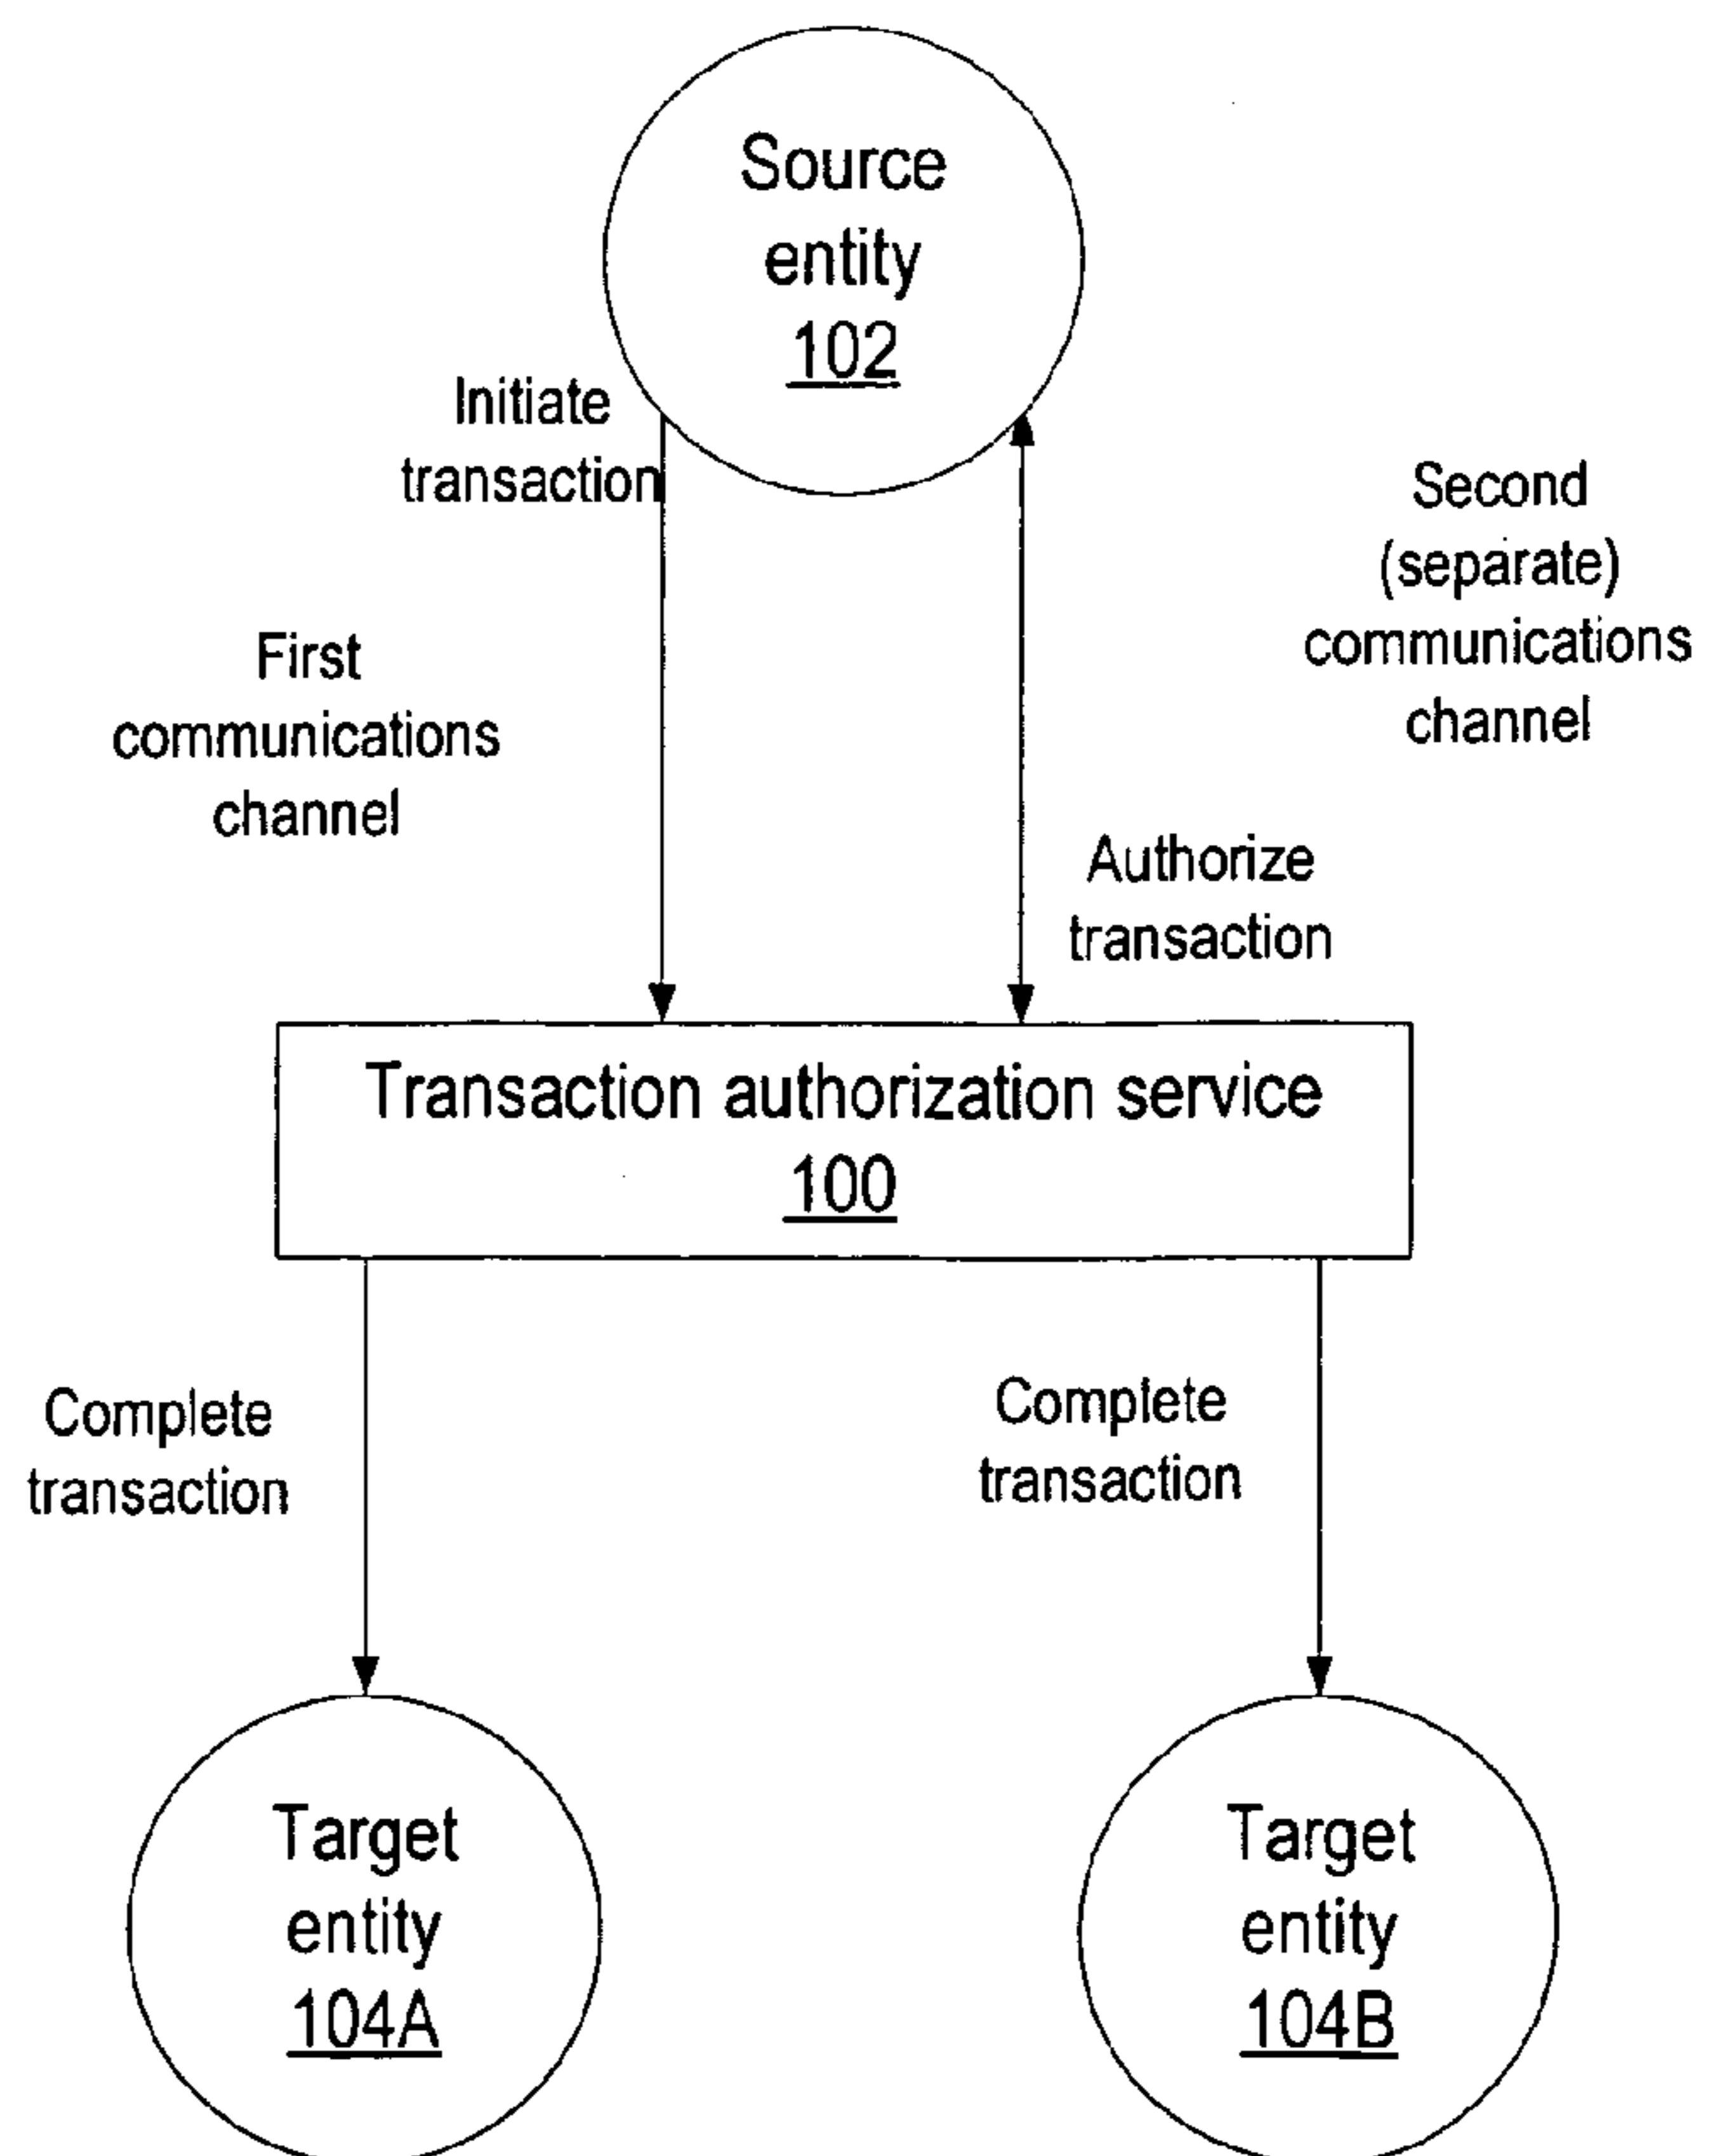 Source
entity
102
Initiate
transaction
Second
(separate)
communications
channel
First
communications
channel
Authorize
transaction
Transaction authorization service
100
Complete
transaction
Complete
transaction
Target
entity
104A
Target
entity
104B